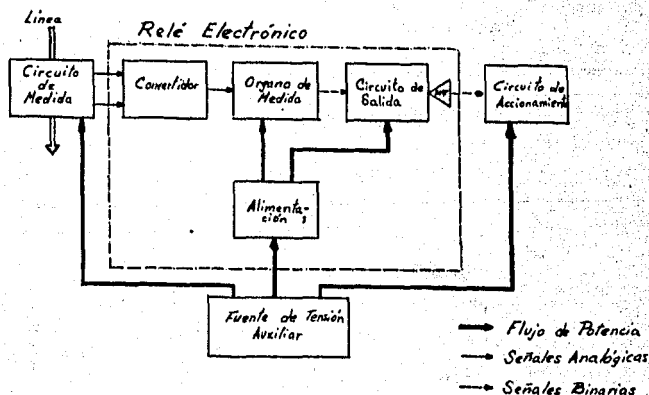 Línea
Relé Electrónico
Circuito
de
Medida
Convertidor
Organo de
Medida
Circuito de
Salida
Circuito de
Accionamiento
Alimenta-
ción
Fuente de Tensión
Auxiliar
Flujo de Potencia
Señales Analógicas
Señales Binarias